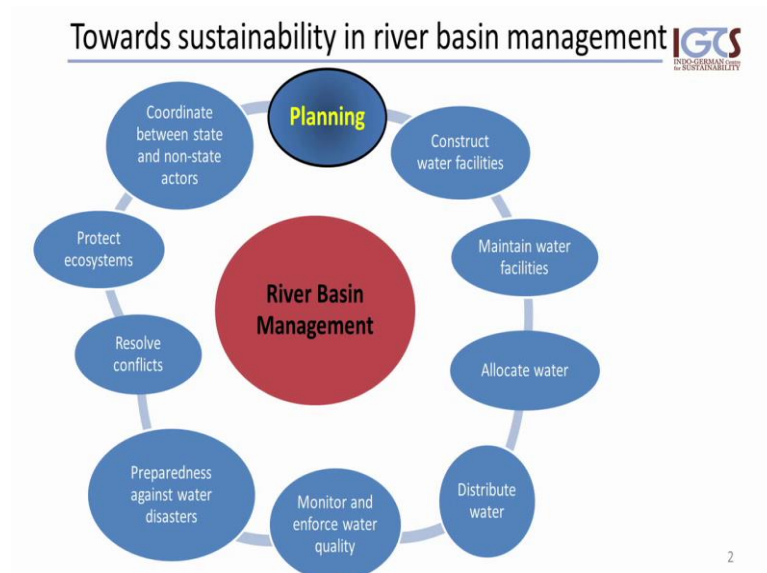 Towards sustainability in river basin management
IGCS
INDO-GERMAN Centre
for SUSTAINABILITY
Planning
Construct
water facilities
Maintain water
facilities
Allocate water
Distribute
water
Monitor and
enforce water
quality
Preparedness
against water
disasters
Resolve
conflicts
Protect
ecosystems
Coordinate
between state
and non-state
actors
River Basin
Management
2